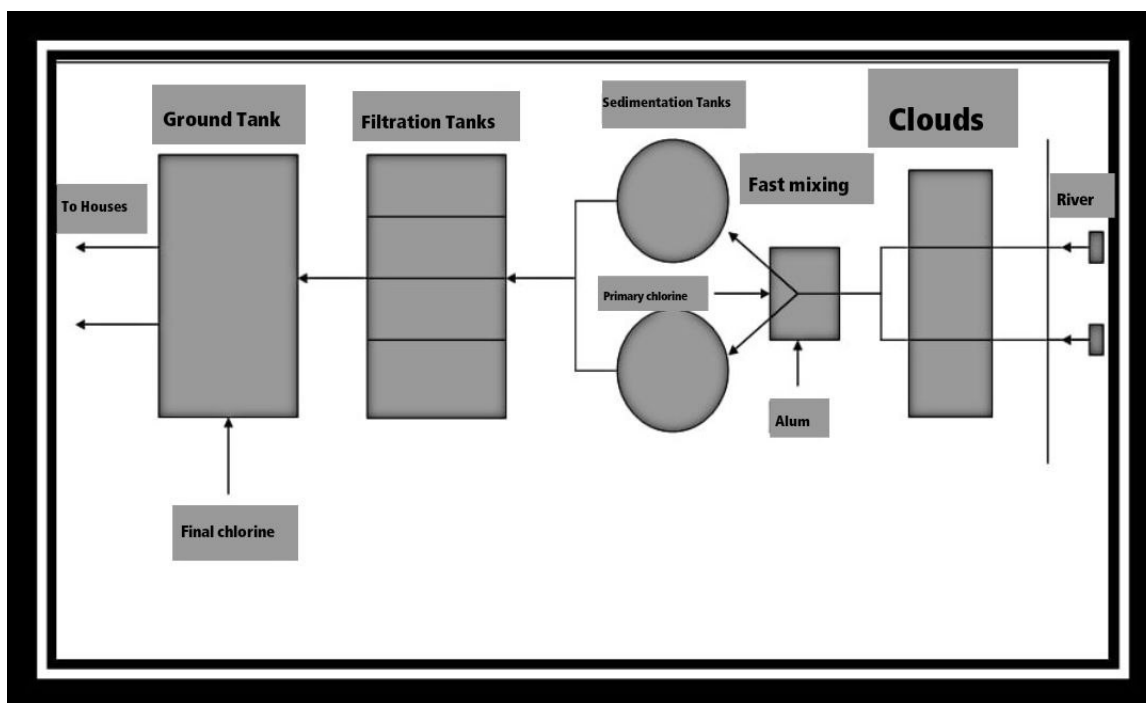 Ground Tank
Filtration Tanks
Sedimentation Tanks
Clouds
Fast mixing
To Houses
River
Primary chlorine
Alum
Final chlorine